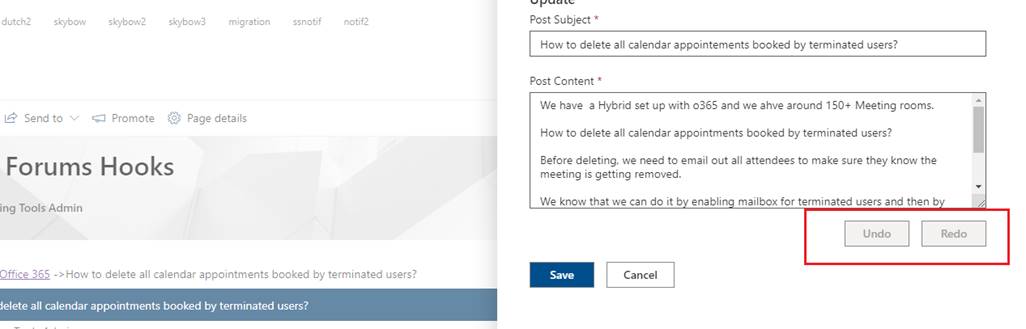 dutch2 skybow skybow2 skybow3 migration ssnotif notif2
Send to Promote Page details
Forums Hooks
ing Tools Admin
Office 365 ->How to delete all calendar appointments booked by terminated users?
delete all calendar appointments booked by terminated users?
Update
Post Subject *
How to delete all calendar appointements booked by terminated users?
Post Content *
We have a Hybrid set up with o365 and we ahve around 150+ Meeting rooms.
How to delete all calendar appointments booked by terminated users?
Before deleting, we need to email out all attendees to make sure they know the
meeting is getting removed.
We know that we can do it by enabling mailbox for terminated users and then by
Undo Redo
Save Cancel